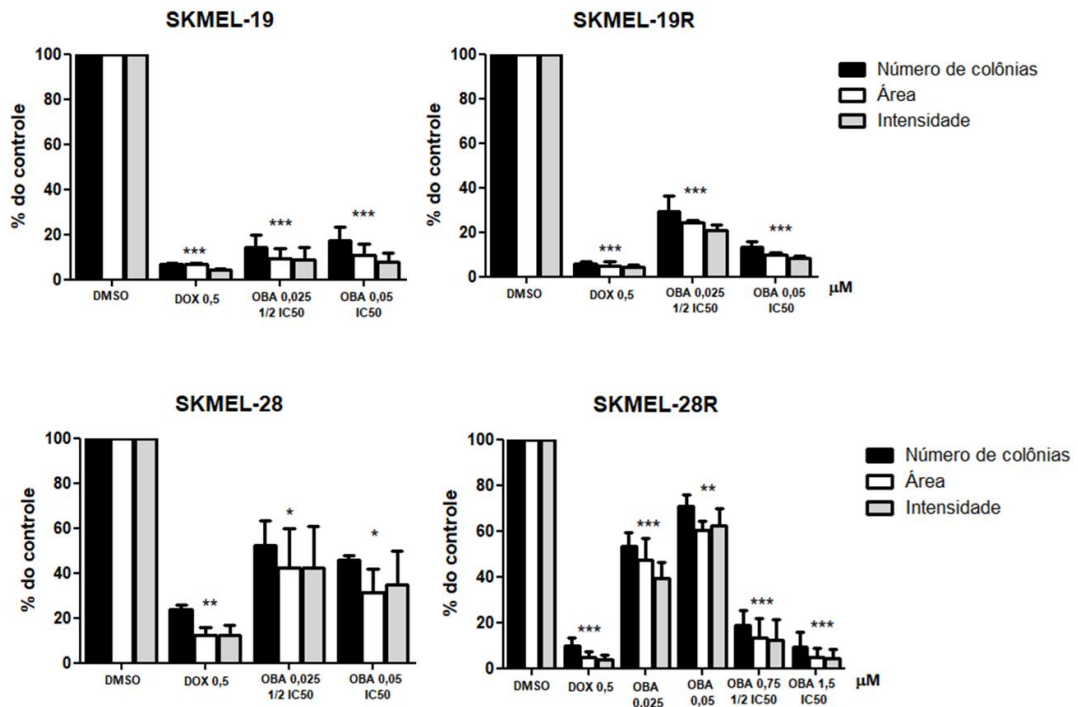 SKMEL-19
% do controle
100
80
60
40
20
0
***
***
***
DMSO
DOX 0,5
OBA 0,025
1/2 IC50
OBA 0,05
IC50
SKMEL-19R
% do controle
100
80
60
40
20
0
***
***
***
DMSO
DOX 0,5
OBA 0,025
1/2 IC50
OBA 0,05
IC50
µM
Número de colônias
Área
Intensidade
SKMEL-28
% do controle
100
80
60
40
20
0
**
*
*
DMSO
DOX 0,5
OBA 0,025
1/2 IC50
OBA 0,05
IC50
SKMEL-28R
% do controle
100
80
60
40
20
0
***
***
**
***
***
DMSO
DOX 0,5
OBA
0,025
OBA
0,05
OBA 0,75
1/2 IC50
OBA 1,5
IC50
µM
Número de colônias
Área
Intensidade